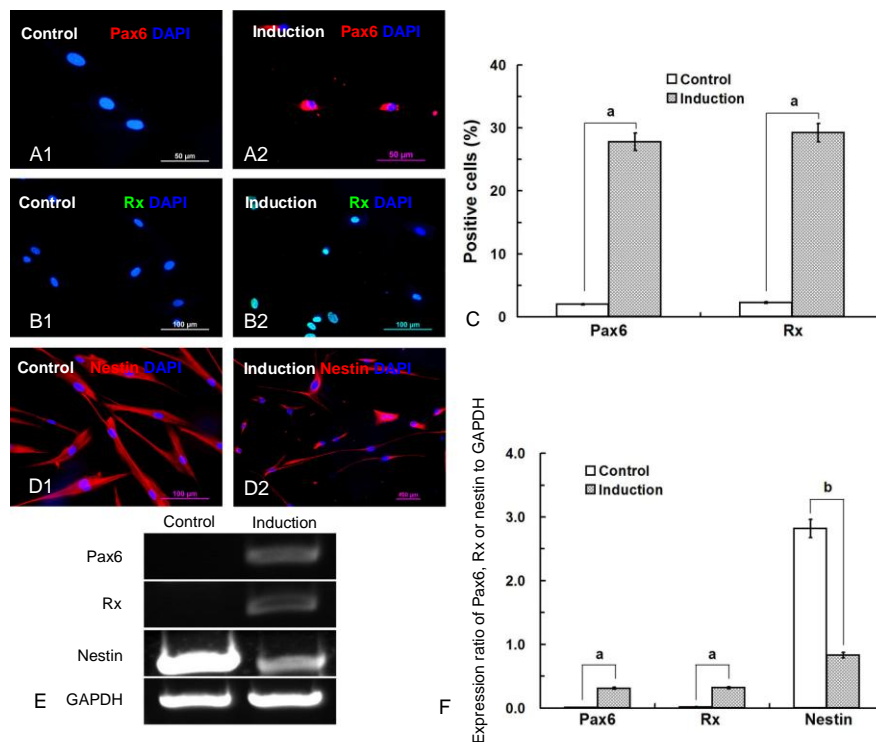 Control Pax6 DAPI
A1
50 μm
Induction Pax6 DAPI
A2
50 μm
Control Rx DAPI
B1
100 μm
Induction Rx DAPI
B2
100 μm
40
30
20
10
0
Positive cells (%)
Control
Induction
a
a
C
Pax6
Rx
Control Nestin DAPI
D1
100 μm
Induction Nestin DAPI
D2
Control
Induction
Pax6
Rx
Nestin
GAPDH
E
Expression ratio of Pax6, Rx or nestin to GAPDH
4.0
3.0
2.0
1.0
0.0
Control
Induction
a
a
b
F
Pax6
Rx
Nestin